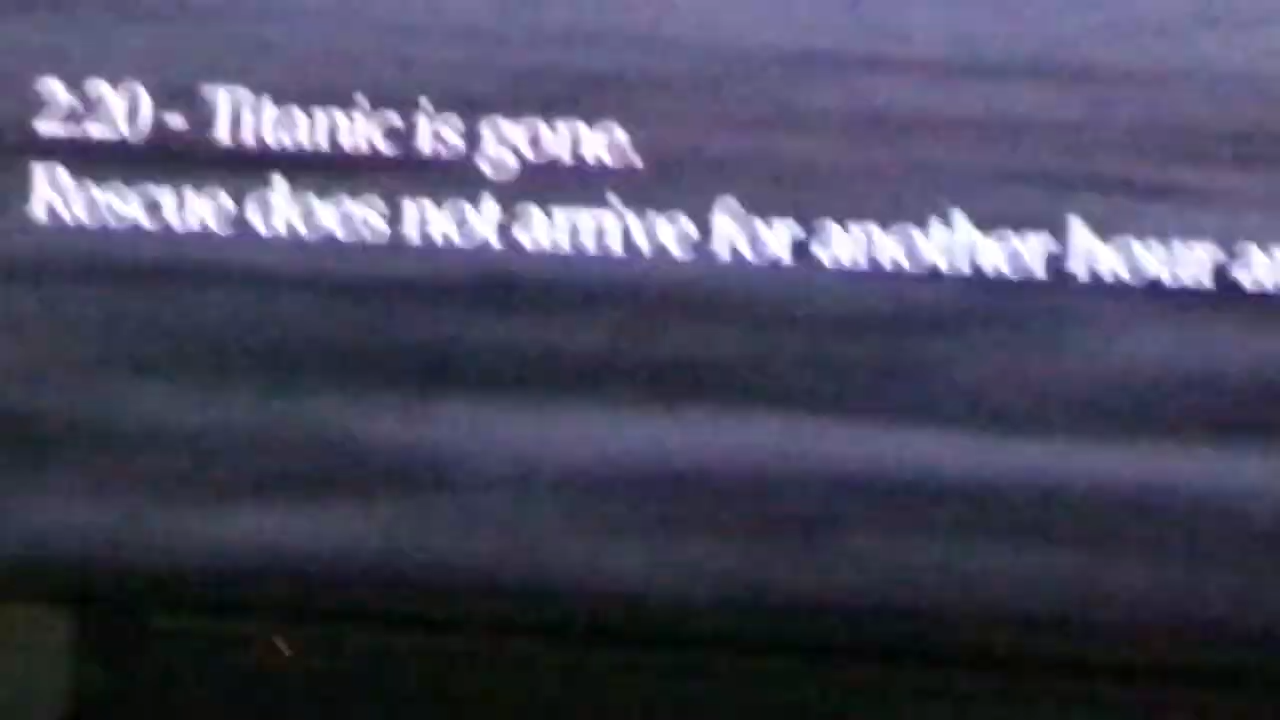 2:20 - Titanic is gone.
Rescue does not arrive for another hour